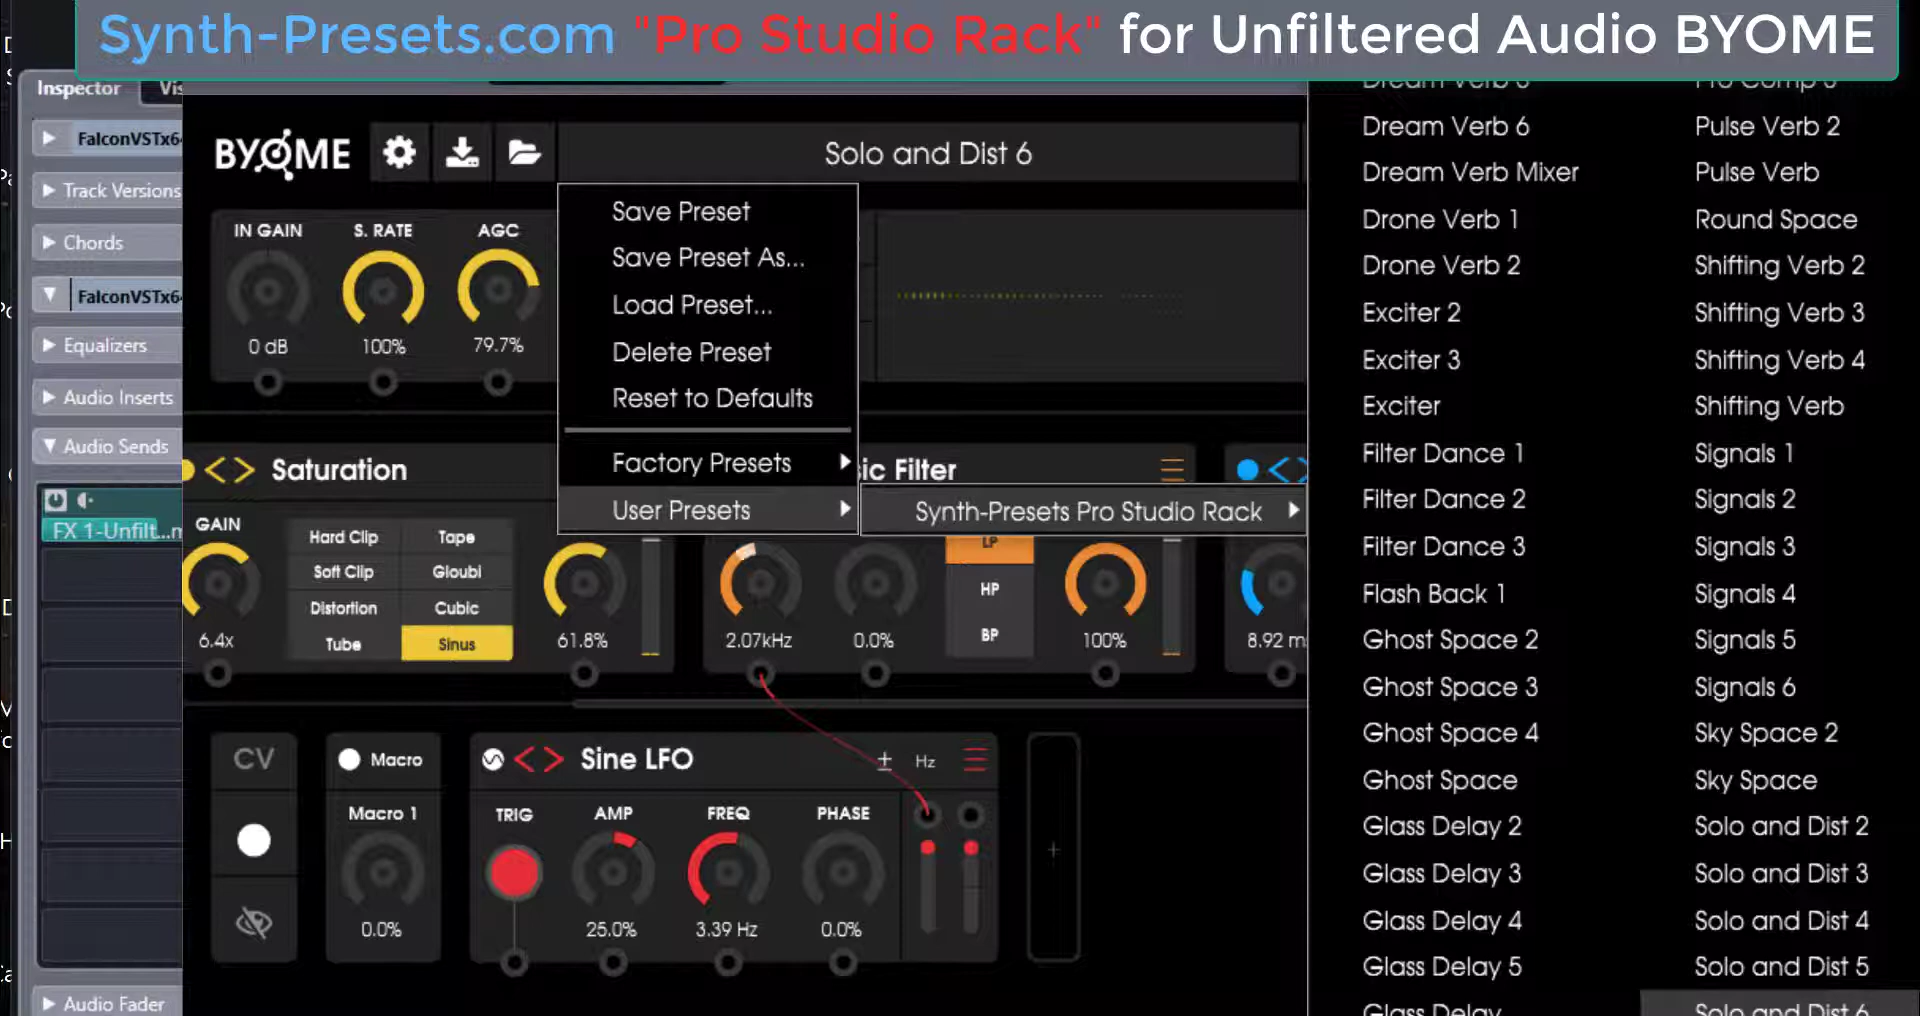 Synth-Presets.com "Pro Studio Rack" for Unfiltered Audio BYOME
Inspector
FalconVSTx64
Track Versions
Chords
FalconVSTx64
Equalizers
Audio Inserts
Audio Sends
FX 1-Unfilt...m
Audio Fader
BYOME
Solo and Dist 6
IN GAIN
S. RATE
AGC
0 dB
100%
79.7%
Save Preset
Save Preset As...
Load Preset...
Delete Preset
Reset to Defaults
Factory Presets
User Presets
Synth-Presets Pro Studio Rack
Saturation
GAIN
Hard Clip
Tape
Soft Clip
Gloubi
Distortion
Cubic
Tube
Sinus
6.4x
61.8%
Filter
LP
HP
BP
2.07kHz
0.0%
100%
8.92 m
CV
Macro
Macro 1
0.0%
Sine LFO
± Hz
TRIG
AMP
FREQ
PHASE
25.0%
3.39 Hz
0.0%
+
Dream Verb 6
Dream Verb Mixer
Drone Verb 1
Drone Verb 2
Exciter 2
Exciter 3
Exciter
Filter Dance 1
Filter Dance 2
Filter Dance 3
Flash Back 1
Ghost Space 2
Ghost Space 3
Ghost Space 4
Ghost Space
Glass Delay 2
Glass Delay 3
Glass Delay 4
Glass Delay 5
Glass Delay
Pulse Verb 2
Pulse Verb
Round Space
Shifting Verb 2
Shifting Verb 3
Shifting Verb 4
Shifting Verb
Signals 1
Signals 2
Signals 3
Signals 4
Signals 5
Signals 6
Sky Space 2
Sky Space
Solo and Dist 2
Solo and Dist 3
Solo and Dist 4
Solo and Dist 5
Solo and Dist 6